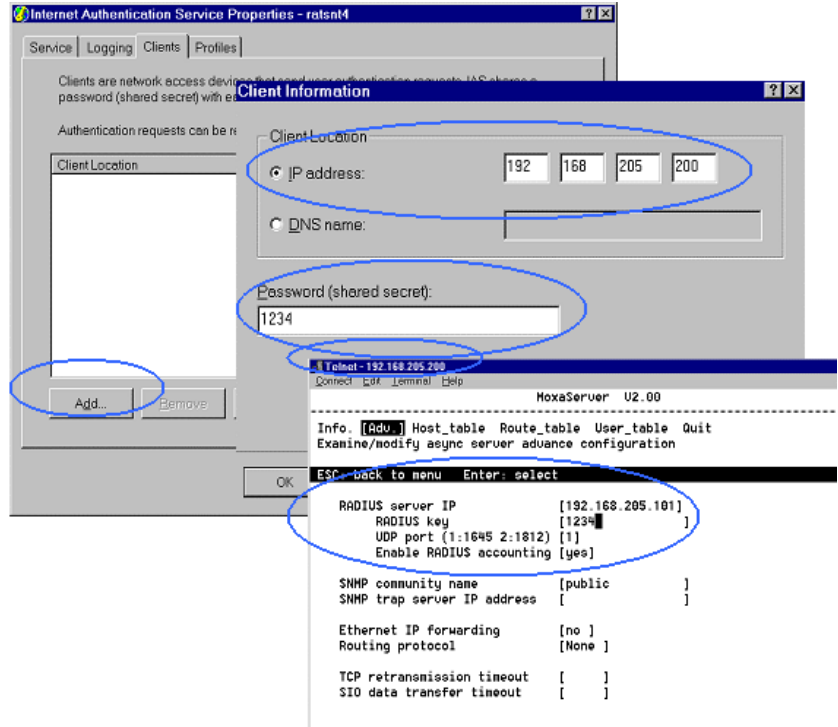 Internet Authentication Service Properties - ratsnt4
Service Logging Clients Profiles
Clients are network access devices that send user authentication requests. IAS shares a
password (shared secret) with
Authentication requests can be
Client Location
Add...
Remove
OK
Client Information
Client Location
IP address: 192 168 205 200
DNS name:
Password (shared secret):
1234
Telnet - 192.168.205.200
Connect Edit Terminal Help
MoxaServer V2.00
Info. [Adv.] Host_table Route_table User_table Quit
Examine/modify async server advance configuration
ESC: back to menu Enter: select
RADIUS server IP [192.168.205.101]
RADIUS key [1234 ]
UDP port (1:1645 2:1812) [1]
Enable RADIUS accounting [yes]
SNMP community name [public ]
SNMP trap server IP address [ ]
Ethernet IP forwarding [no ]
Routing protocol [None ]
TCP retransmission timeout [ ]
SIO data transfer timeout [ ]